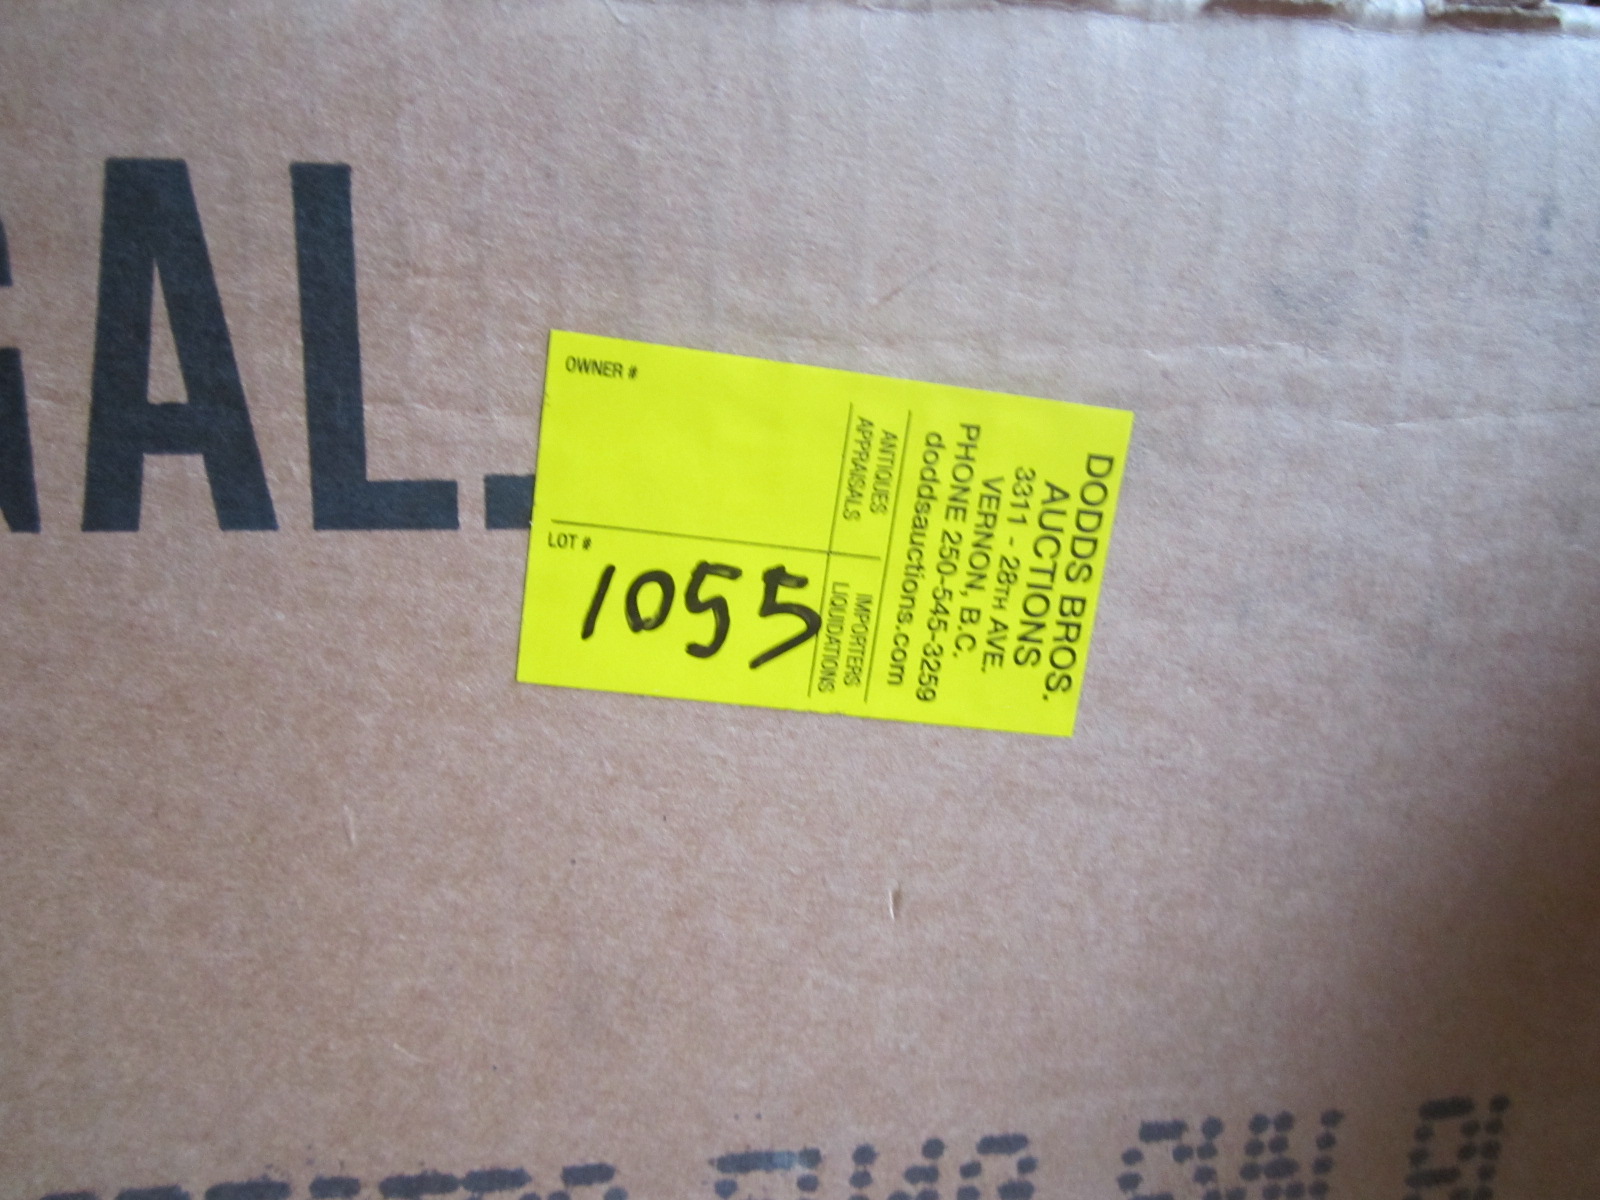 GAL.
OWNER #
LOT #
1055
DODDS BROS.
AUCTIONS
3311 - 28TH AVE.
VERNON, B.C.
PHONE 250-545-3259
doddsauctions.com
ANTIQUES
APPRAISALS
IMPORTERS
LIQUIDATIONS